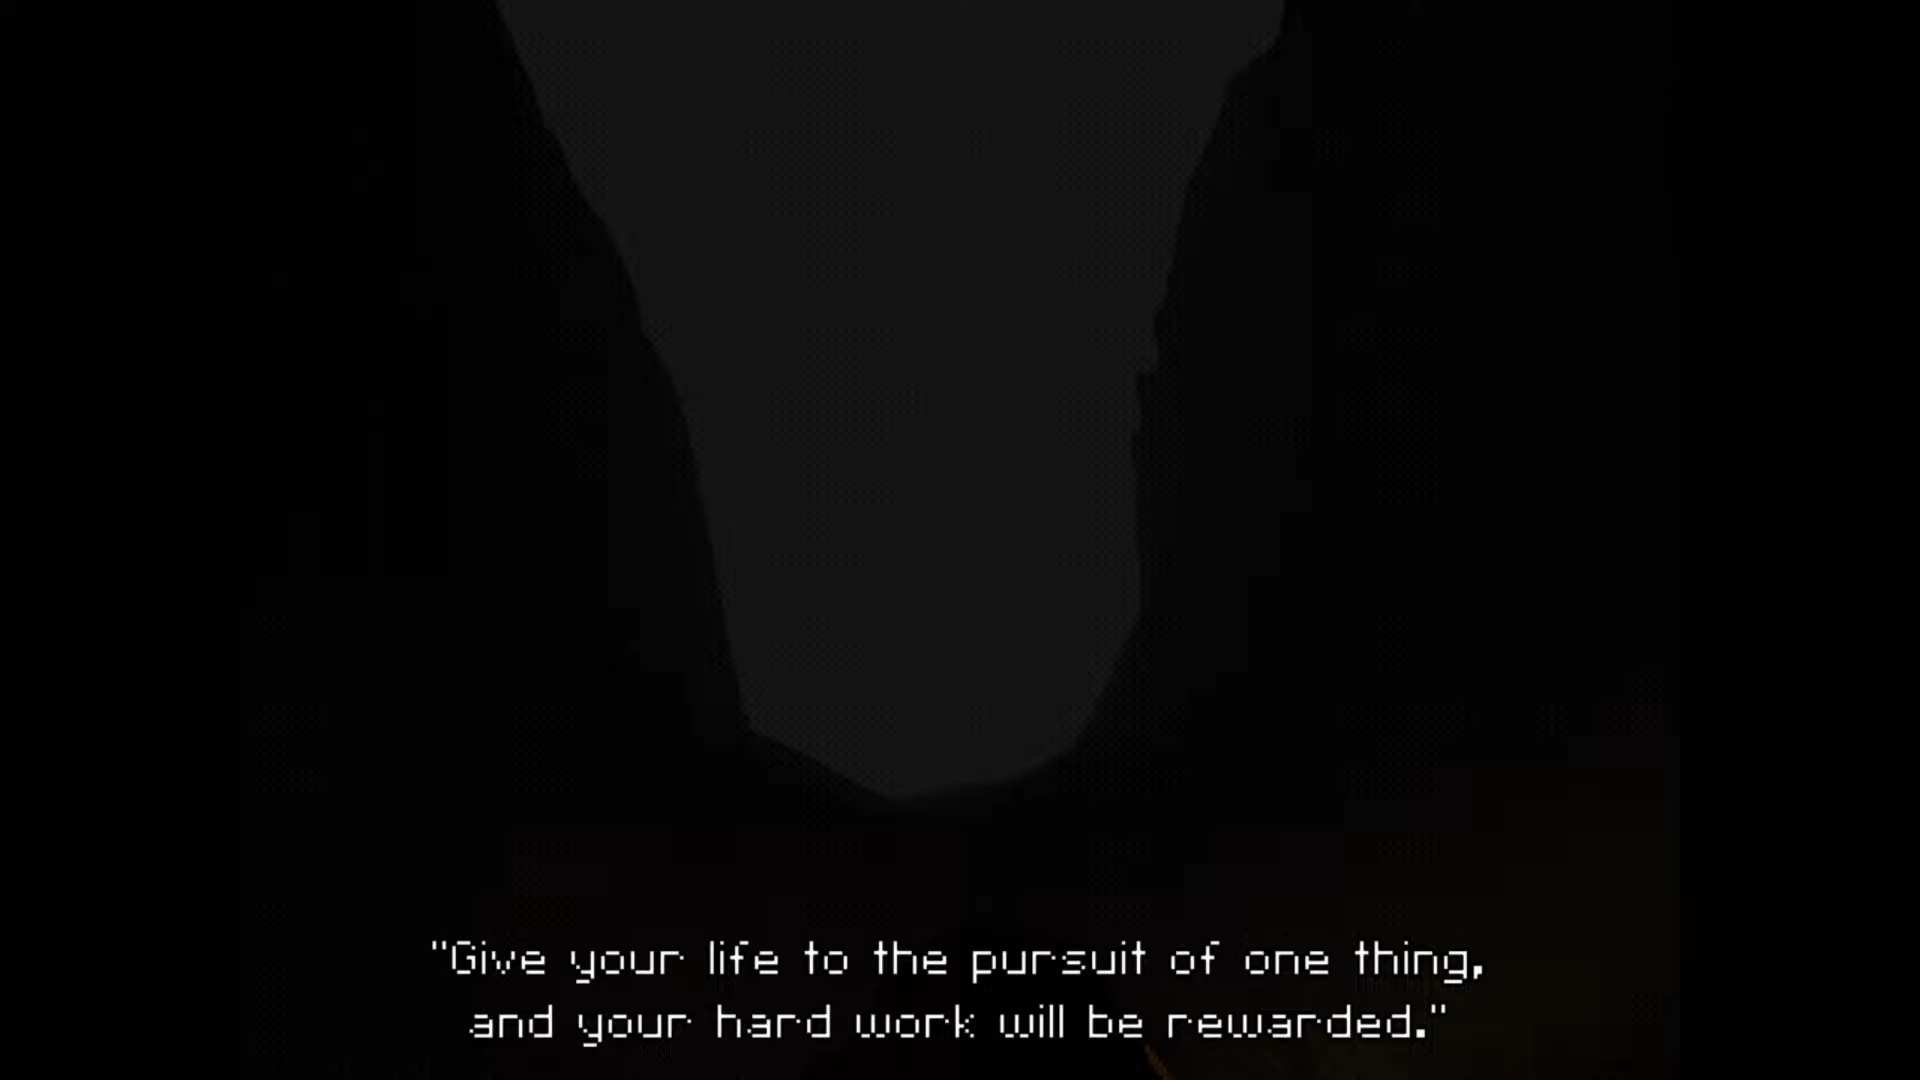 "Give your life to the pursuit of one thing,
and your hard work will be rewarded."